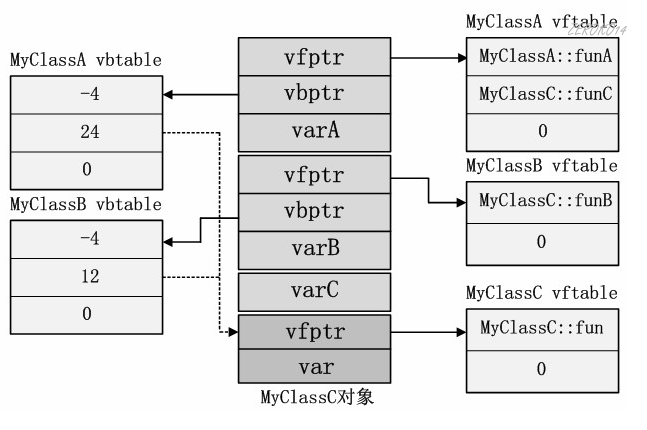 MyClassA vftable
ZEROKO14
MyClassA vbtable
-4
24
0
MyClassB vbtable
-4
12
0
vfptr
vbptr
varA
vfptr
vbptr
varB
varC
vfptr
var
MyClassC对象
MyClassA::funA
MyClassC::funC
0
MyClassB vftable
MyClassC::funB
0
MyClassC vftable
MyClassC::fun
0